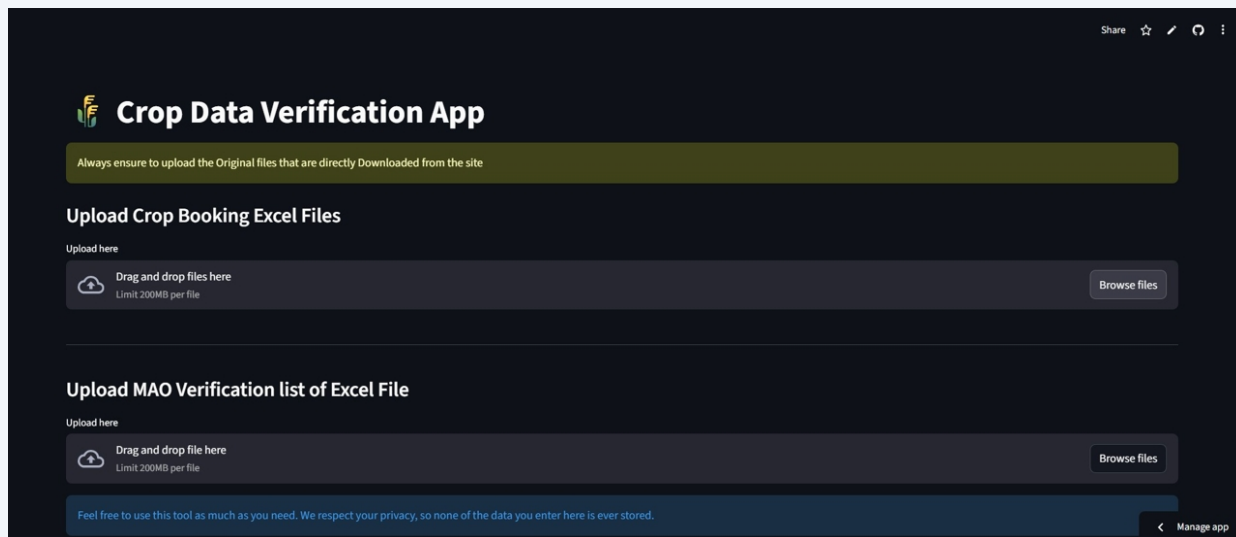 Share
Crop Data Verification App
Always ensure to upload the Original files that are directly Downloaded from the site
Upload Crop Booking Excel Files
Upload here
Drag and drop files here
Limit 200MB per file
Browse files
Upload MAO Verification list of Excel File
Upload here
Drag and drop file here
Limit 200MB per file
Browse files
Feel free to use this tool as much as you need. We respect your privacy, so none of the data you enter here is ever stored.
Manage app